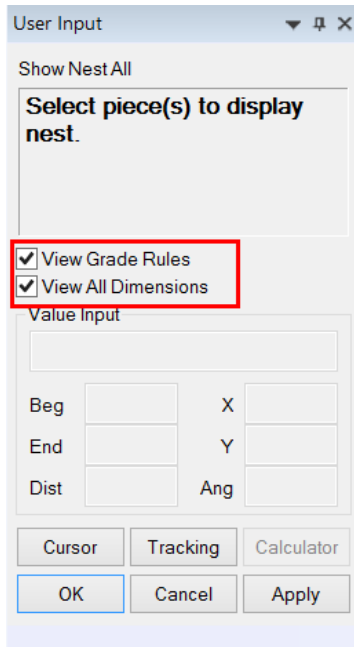 User Input
Show Nest All
Select piece(s) to display
nest.
View Grade Rules
View All Dimensions
Value Input
Beg X
End Y
Dist Ang
Cursor Tracking Calculator
OK Cancel Apply